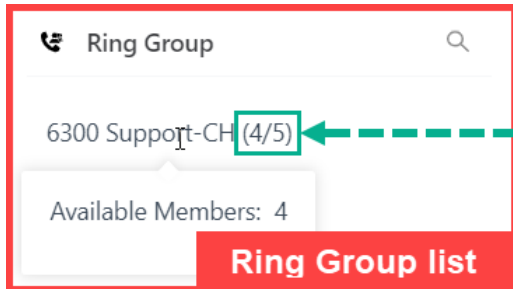 Ring Group
6300 Support-CH (4/5)
Available Members: 4
Ring Group list